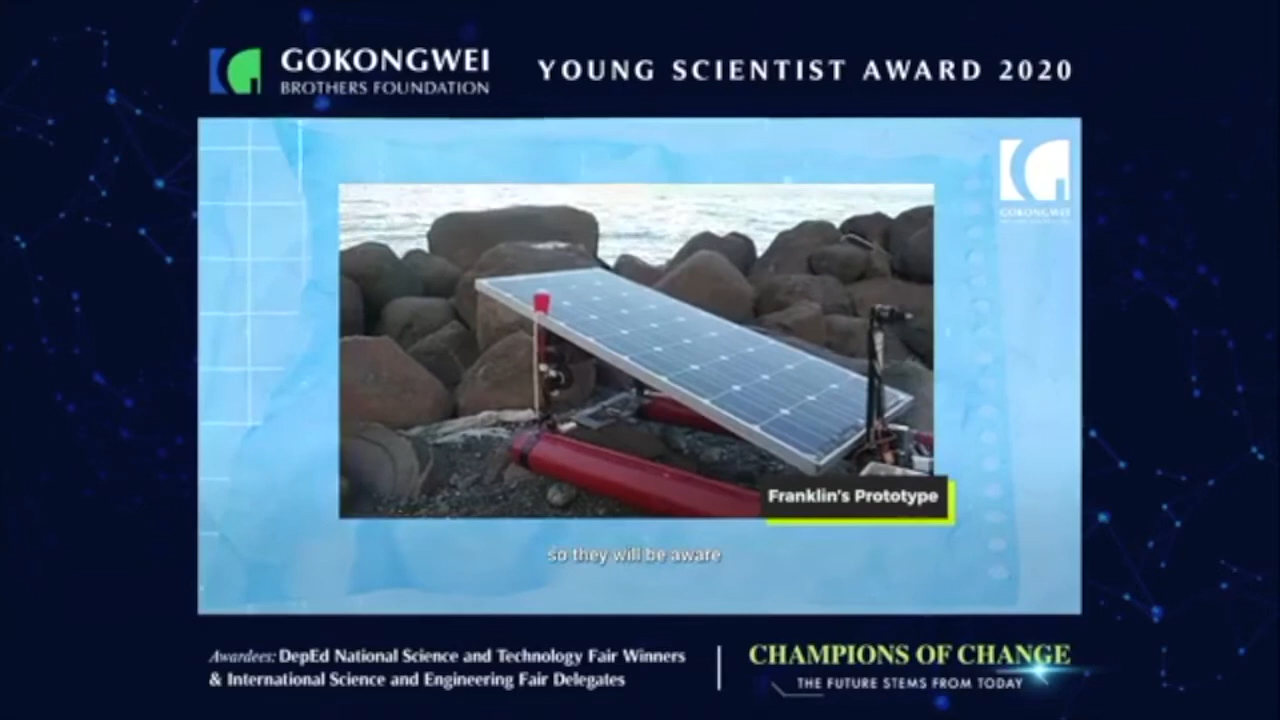 GOKONGWEI
BROTHERS FOUNDATION
YOUNG SCIENTIST AWARD 2020
GOKONGWEI
Franklin's Prototype
so they will be aware
Awardees: DepEd National Science and Technology Fair Winners
& International Science and Engineering Fair Delegates
CHAMPIONS OF CHANGE
THE FUTURE STEMS FROM TODAY